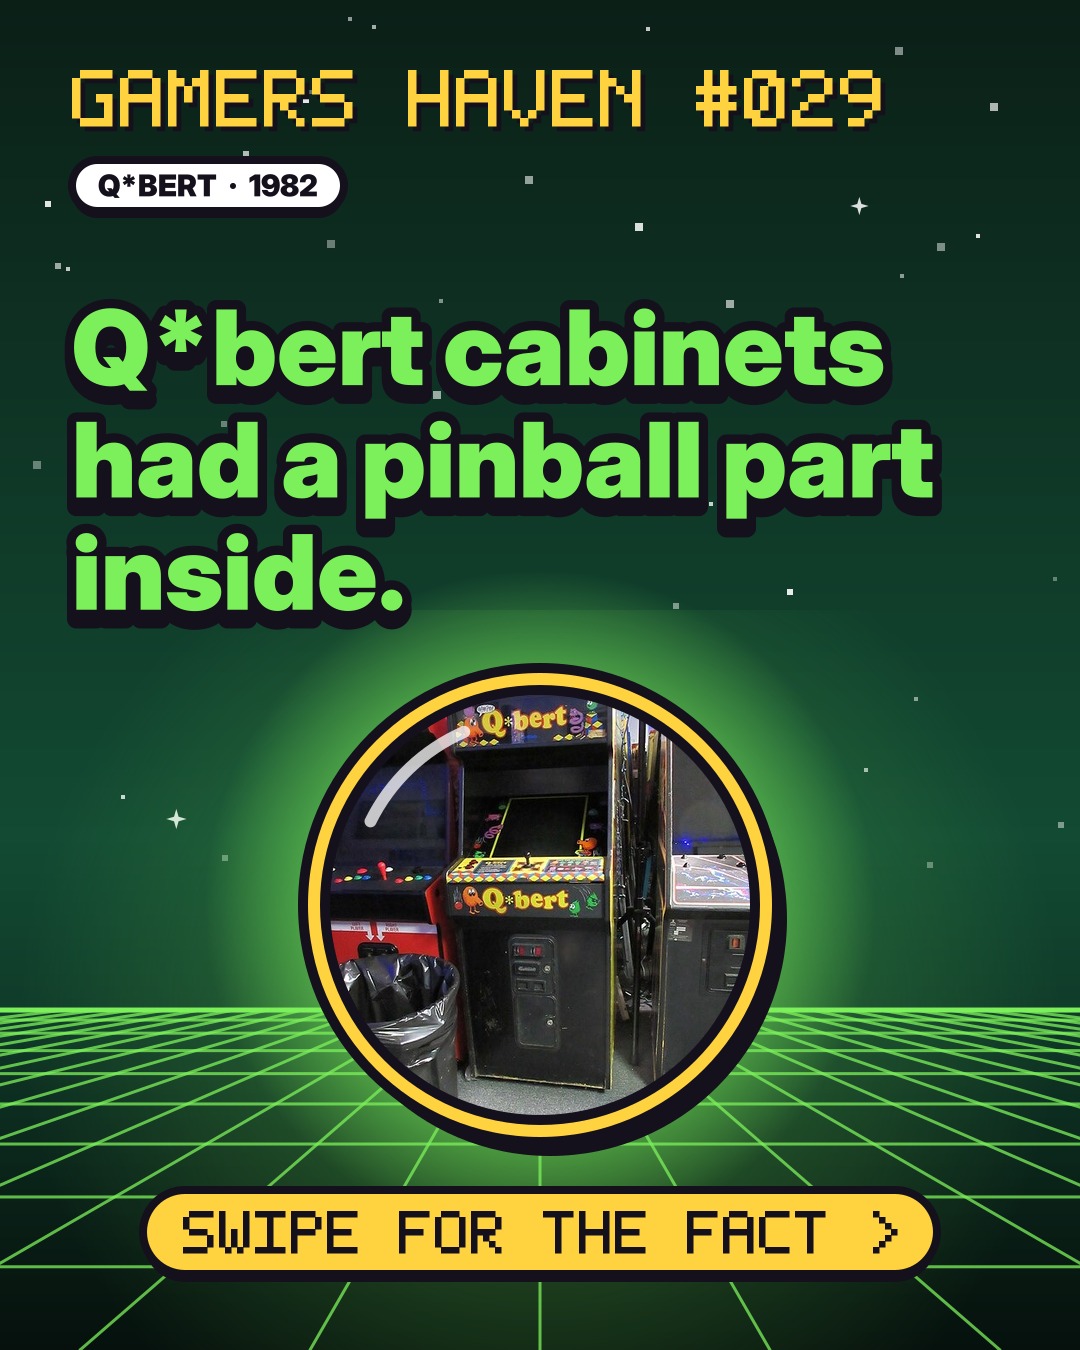 GAMERS HAVEN #029
Q*BERT · 1982
Q*bert cabinets
had a pinball part
inside.
Q*bert
Q*bert
SWIPE FOR THE FACT >